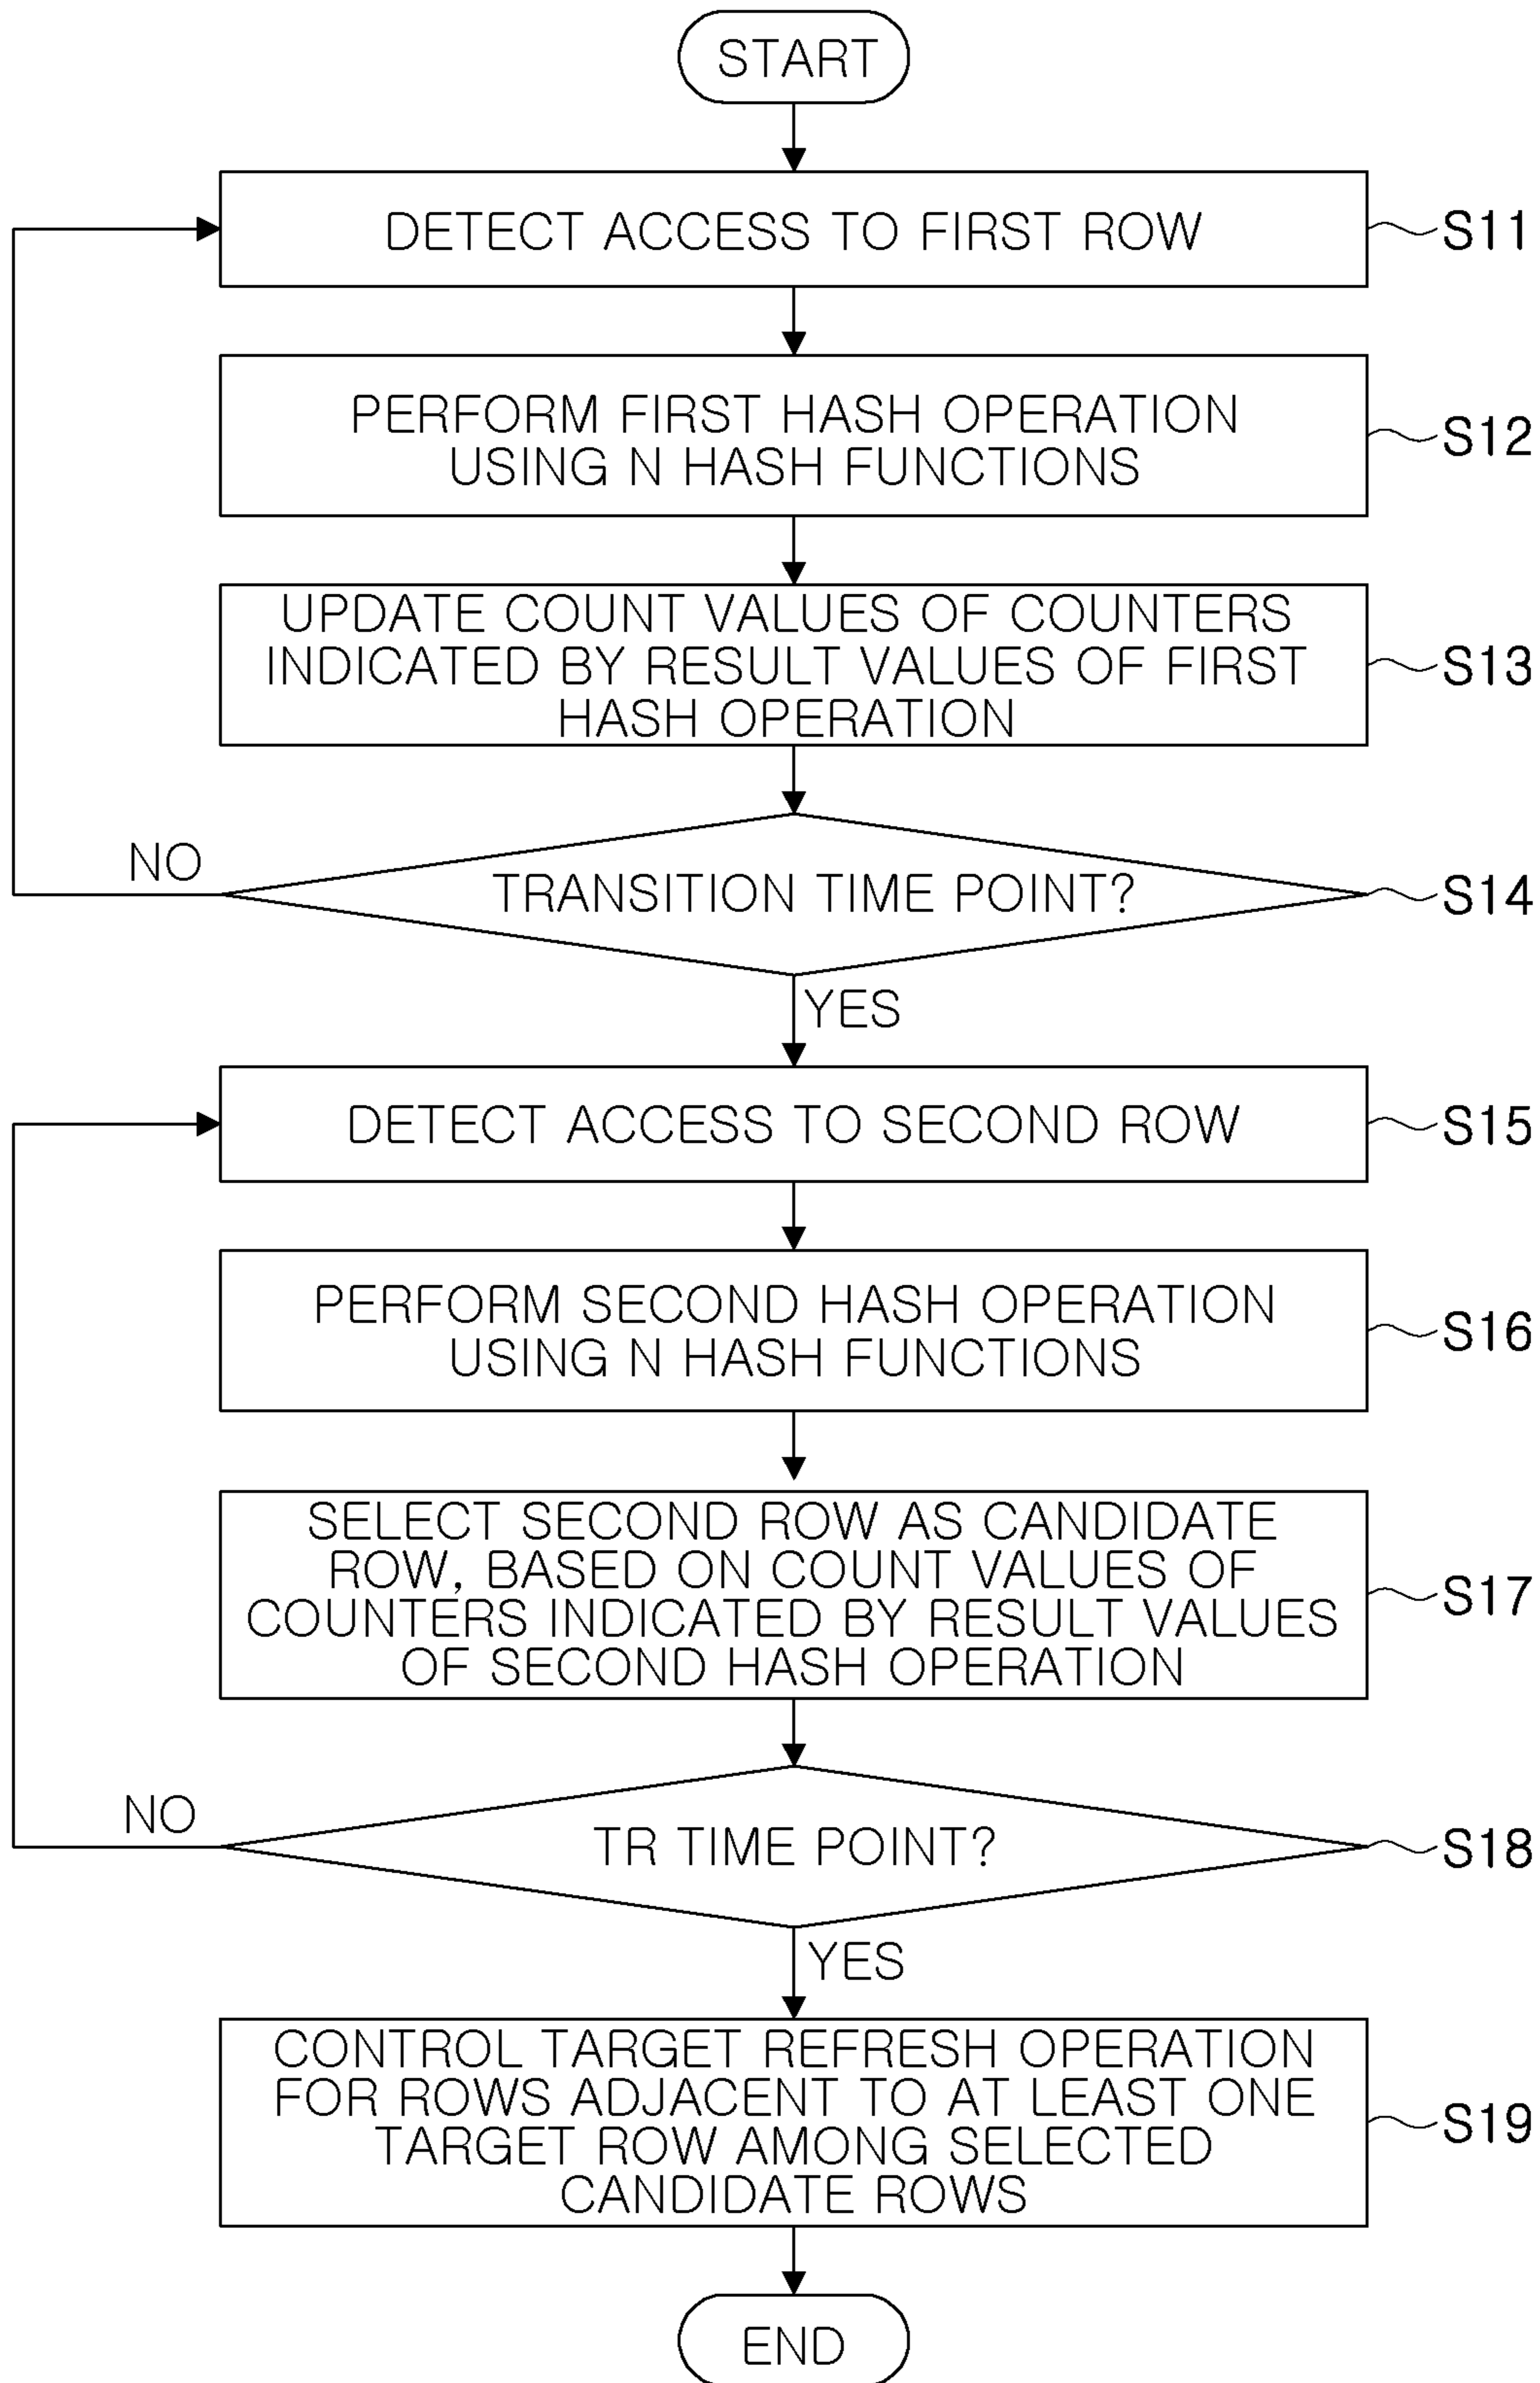 START
DETECT ACCESS TO FIRST ROW
S11
PERFORM FIRST HASH OPERATION
USING N HASH FUNCTIONS
S12
UPDATE COUNT VALUES OF COUNTERS
INDICATED BY RESULT VALUES OF FIRST
HASH OPERATION
S13
NO
TRANSITION TIME POINT?
S14
YES
DETECT ACCESS TO SECOND ROW
S15
PERFORM SECOND HASH OPERATION
USING N HASH FUNCTIONS
S16
SELECT SECOND ROW AS CANDIDATE
ROW, BASED ON COUNT VALUES OF
COUNTERS INDICATED BY RESULT VALUES
OF SECOND HASH OPERATION
S17
NO
TR TIME POINT?
S18
YES
CONTROL TARGET REFRESH OPERATION
FOR ROWS ADJACENT TO AT LEAST ONE
TARGET ROW AMONG SELECTED
CANDIDATE ROWS
S19
END